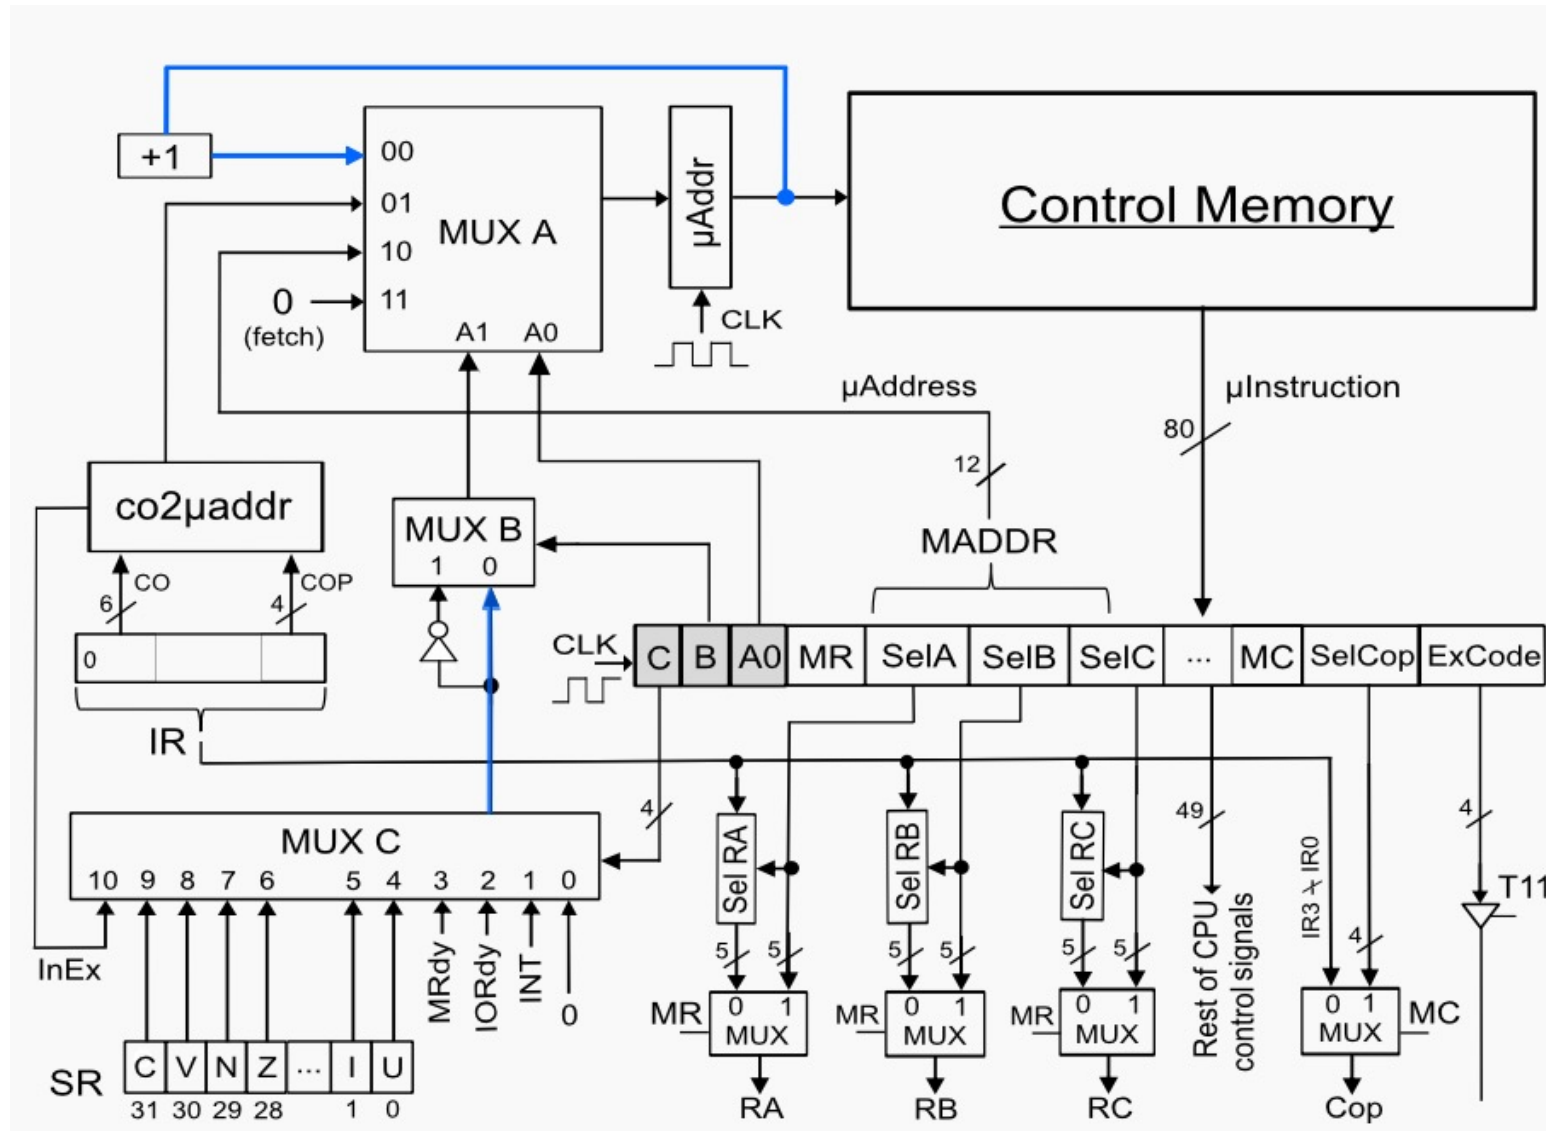 +1
00
01
10
11
MUX A
A1 A0
0
(fetch)
µAddr
CLK
Control Memory
µAddress
µInstruction
80
12
MADDR
co2µaddr
CO
COP
6
4
0
IR
MUX B
1 0
CLK
C B A0 MR SelA SelB SelC ... MC SelCop ExCode
MUX C
10 9 8 7 6 5 4 3 2 1 0
4
InEx
MRdy
IORdy
INT
0
SR
C V N Z ... I U
31 30 29 28 1 0
Sel RA
5 5
MR
0 1
MUX
RA
Sel RB
5 5
MR
0 1
MUX
RB
Sel RC
5 5
MR
0 1
MUX
RC
49
Rest of CPU
control signals
IR3 IR0
4
0 1
MUX
MC
Cop
4
T11